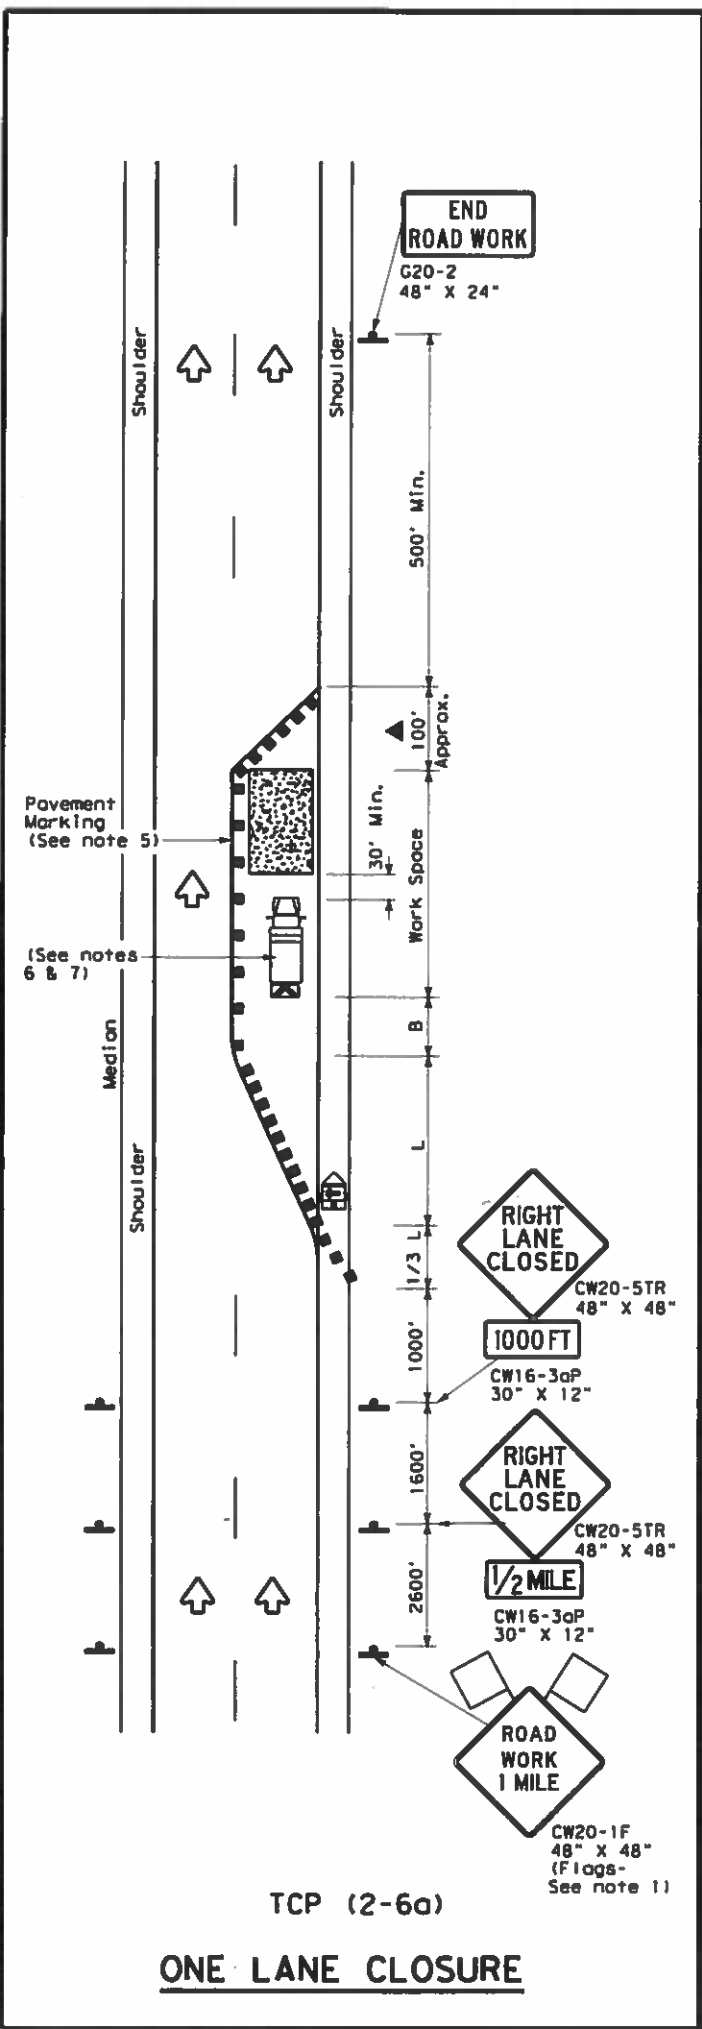 END
ROAD WORK
G20-2
48" X 24"
Shoulder
Shoulder
500' Min.
100'
Approx.
Pavement
Marking
(See note 5)
30' Min.
Work Space
(See notes
6 & 7)
B
Median
L
Shoulder
RIGHT
LANE
CLOSED
1/3 L
CW20-5TR
48" X 48"
1000 FT
1000'
CW16-3aP
30" X 12"
RIGHT
LANE
CLOSED
1600'
CW20-5TR
48" X 48"
1/2 MILE
2600'
CW16-3aP
30" X 12"
ROAD
WORK
1 MILE
CW20-1F
48" X 48"
(Flags-
See note 1)
TCP (2-6a)
ONE LANE CLOSURE